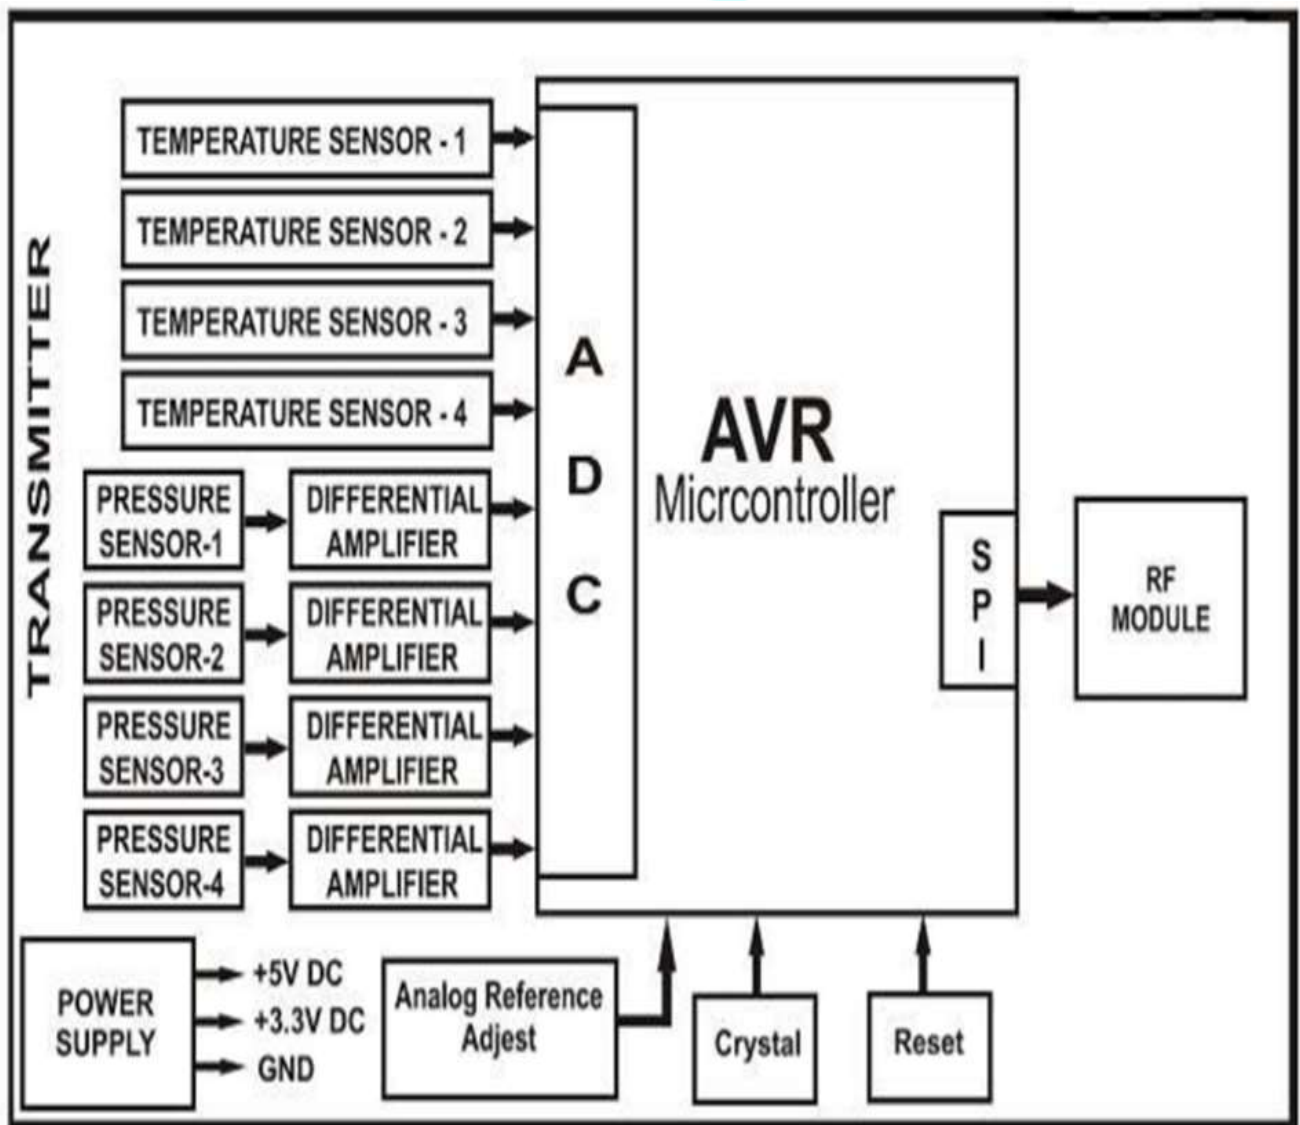 TRANSMITTER
TEMPERATURE SENSOR - 1
TEMPERATURE SENSOR - 2
TEMPERATURE SENSOR - 3
TEMPERATURE SENSOR - 4
PRESSURE
SENSOR-1
DIFFERENTIAL
AMPLIFIER
PRESSURE
SENSOR-2
DIFFERENTIAL
AMPLIFIER
PRESSURE
SENSOR-3
DIFFERENTIAL
AMPLIFIER
PRESSURE
SENSOR-4
DIFFERENTIAL
AMPLIFIER
A
D
C
AVR
Micrcontroller
S
P
I
RF
MODULE
POWER
SUPPLY
+5V DC
+3.3V DC
GND
Analog Reference
Adjest
Crystal
Reset